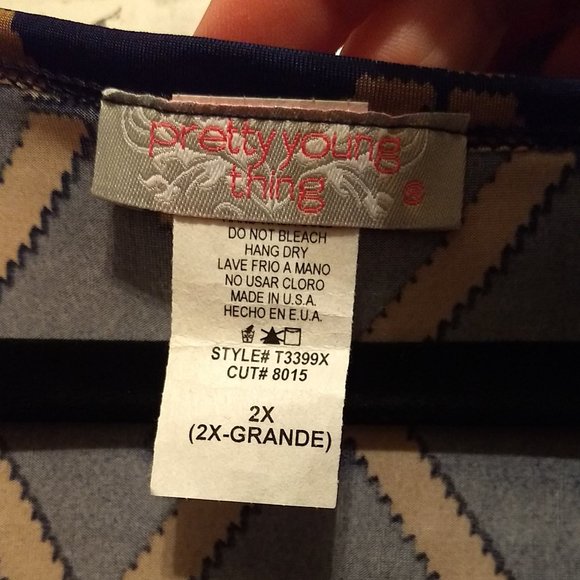 pretty young
thing
®
DO NOT BLEACH
HANG DRY
LAVE FRIO A MANO
NO USAR CLORO
MADE IN U.S.A.
HECHO EN E.U.A.
STYLE# T3399X
CUT# 8015
2X
(2X-GRANDE)